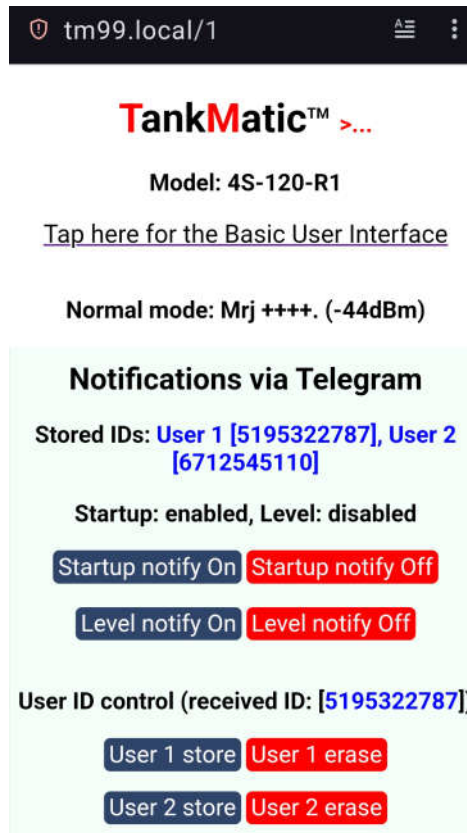 tm99.local/1
TankMatic™ >...
Model: 4S-120-R1
Tap here for the Basic User Interface
Normal mode: Mrj ++++. (-44dBm)
Notifications via Telegram
Stored IDs: User 1 [5195322787], User 2
[6712545110]
Startup: enabled, Level: disabled
Startup notify On Startup notify Off
Level notify On Level notify Off
User ID control (received ID: [5195322787])
User 1 store User 1 erase
User 2 store User 2 erase